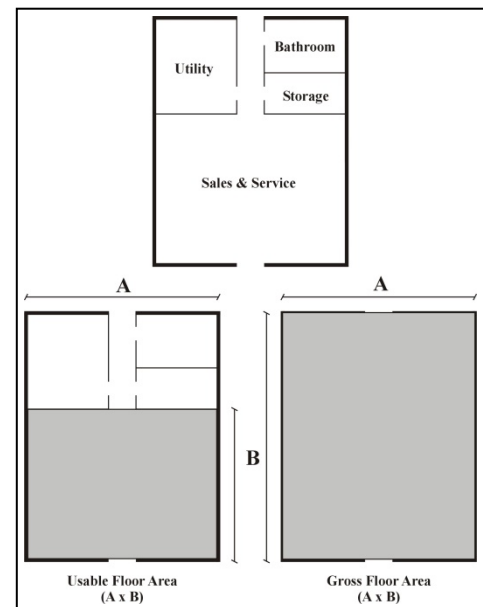 Bathroom
Utility
Storage
Sales & Service
A
A
B
Usable Floor Area
(A x B)
Gross Floor Area
(A x B)